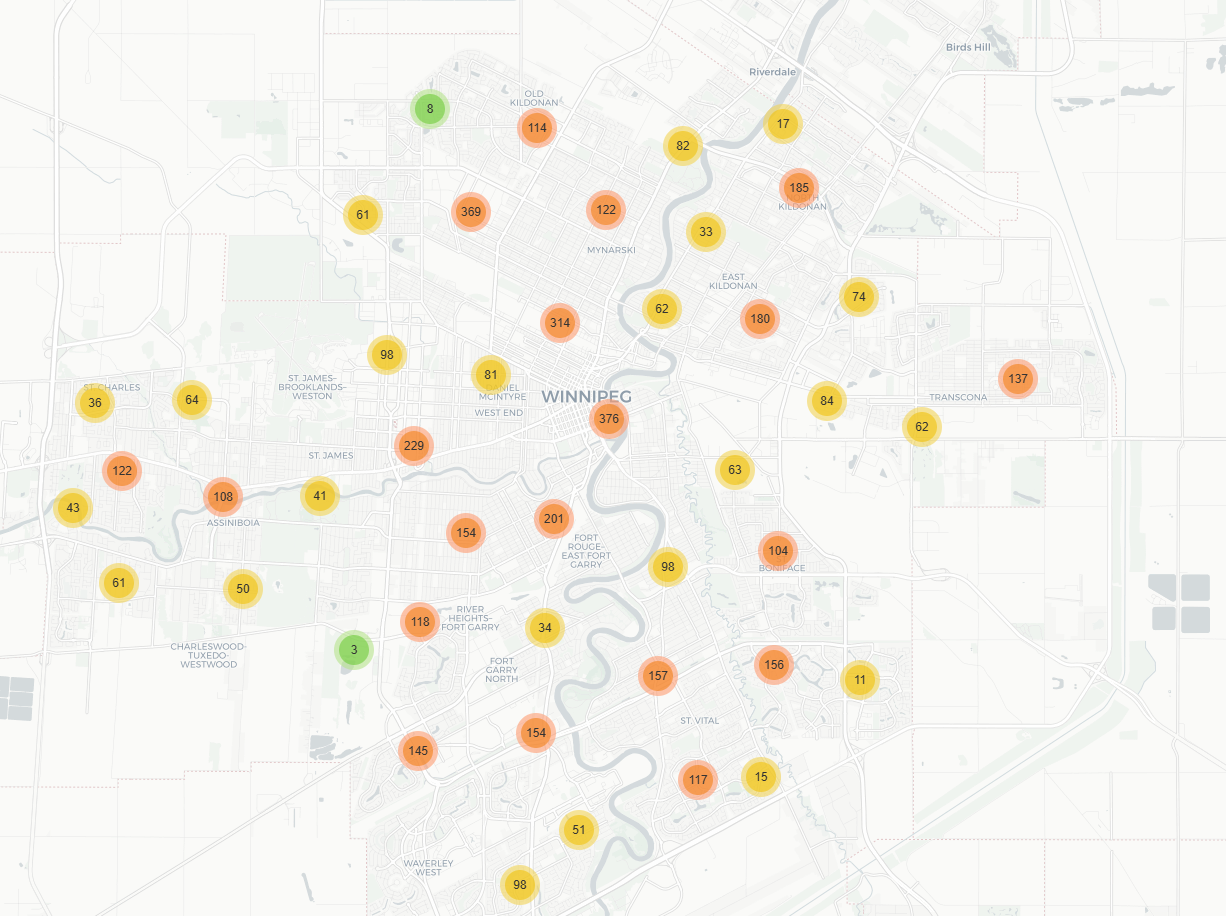 Birds Hill
Riverdale
OLD
KILDONAN
8
114
17
82
185
KILDONAN
369
122
61
33
MYNARSKI
EAST
KILDONAN
74
62
180
314
98
81
137
ST. CHARLES
ST. JAMES-
BROOKLANDS-
WESTON
DANIEL
MCINTYRE
WINNIPEG
TRANSCONA
36
64
84
WEST END
376
62
229
ST. JAMES
122
63
108
41
43
ASSINIBOIA
201
154
FORT
ROUGE-
EAST FORT
GARRY
104
BONIFACE
98
61
50
RIVER
HEIGHTS-
FORT GARRY
118
34
CHARLESWOOD-
TUXEDO-
WESTWOOD
3
FORT
GARRY
NORTH
156
157
11
ST. VITAL
154
145
117
15
51
WAVERLEY
WEST
98